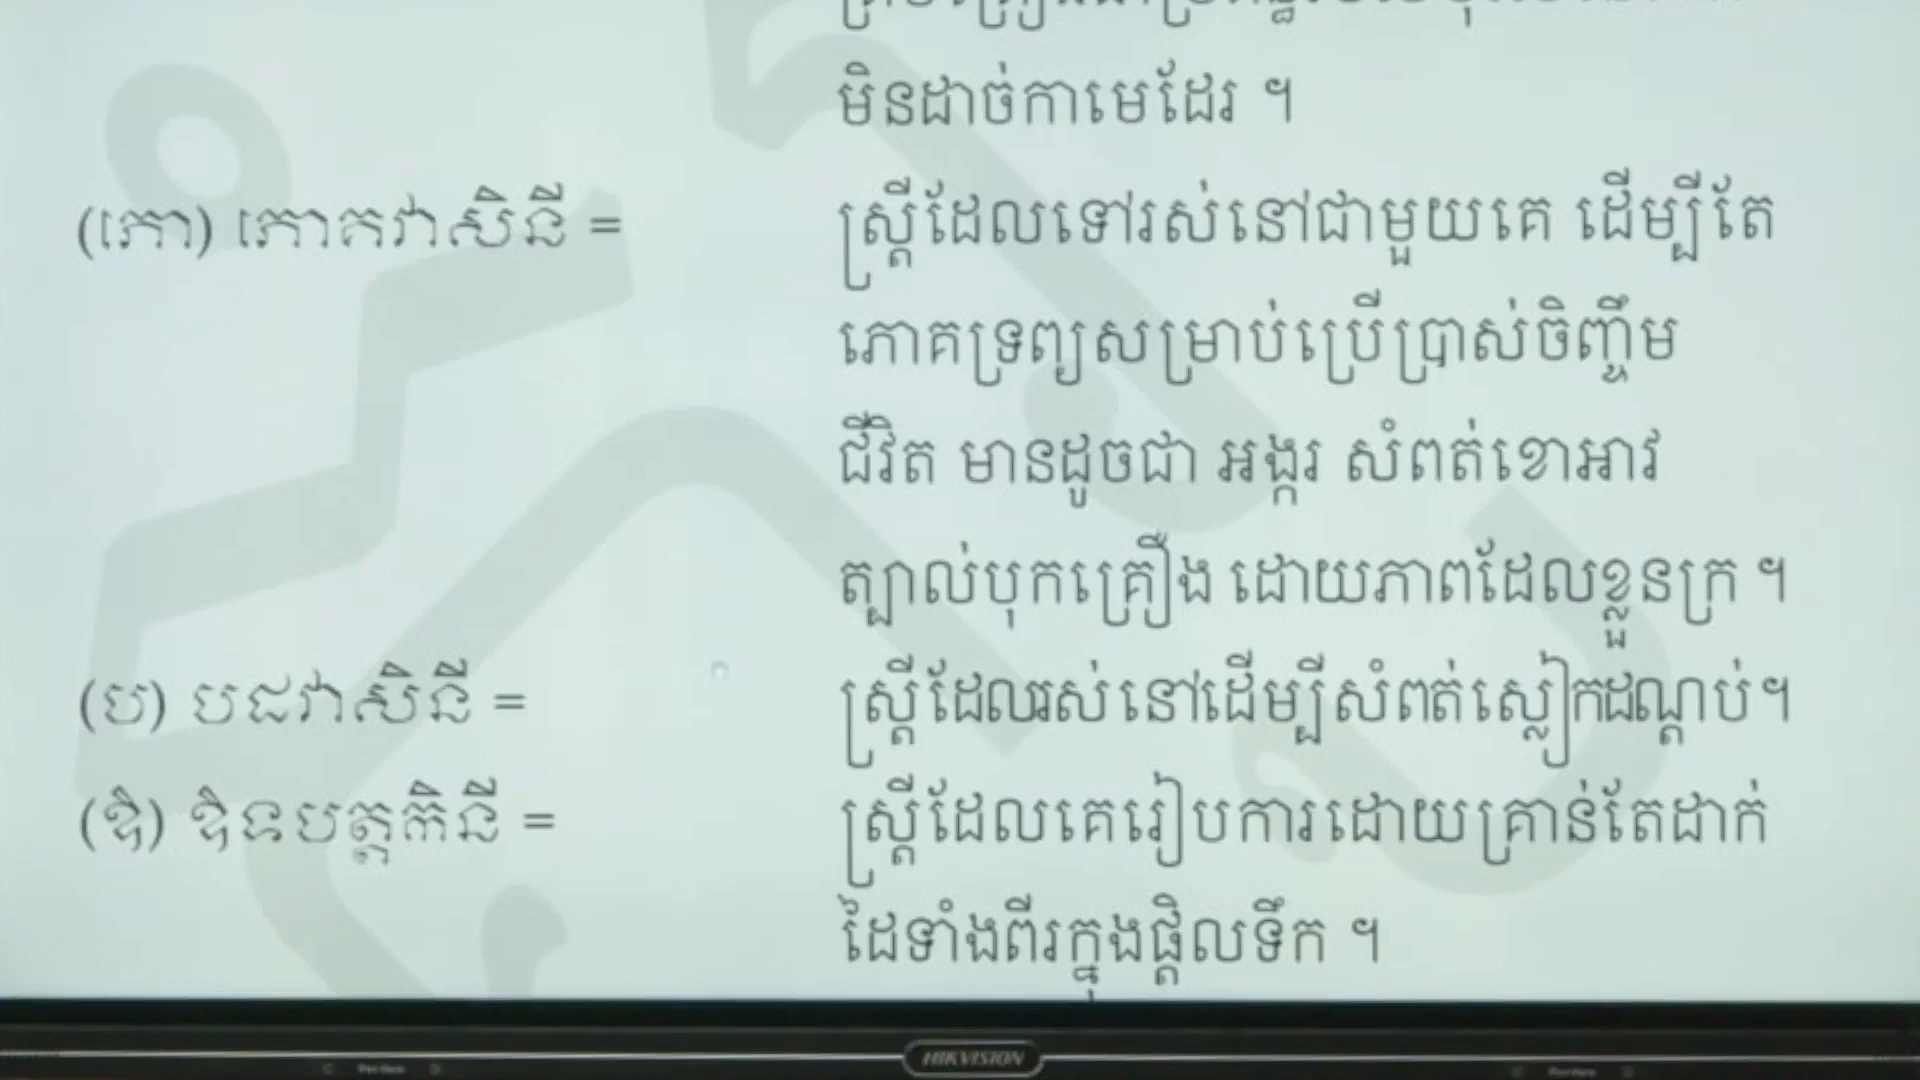 មិនដាច់កាមេដែរ ។
(ភោ) ភោគវាសិនី = ស្ត្រីដែលទៅរស់នៅជាមួយគេ ដើម្បីតែ
ភោគទ្រព្យសម្រាប់ប្រើប្រាស់ចិញ្ចឹម
ជីវិត មានដូចជា អង្ករ សំពត់ខោអាវ
ត្បាល់បុកគ្រឿង ដោយភាពដែលខ្លួនក្រ ។
(ប) បដវាសិនី = ស្ត្រីដែលរស់នៅដើម្បីសំពត់ស្លៀកដណ្ដប់។
(ឱ) ឱទបត្តកិនី = ស្ត្រីដែលគេរៀបការដោយគ្រាន់តែដាក់
ដៃទាំងពីរក្នុងផ្តិលទឹក ។
HIKVISION